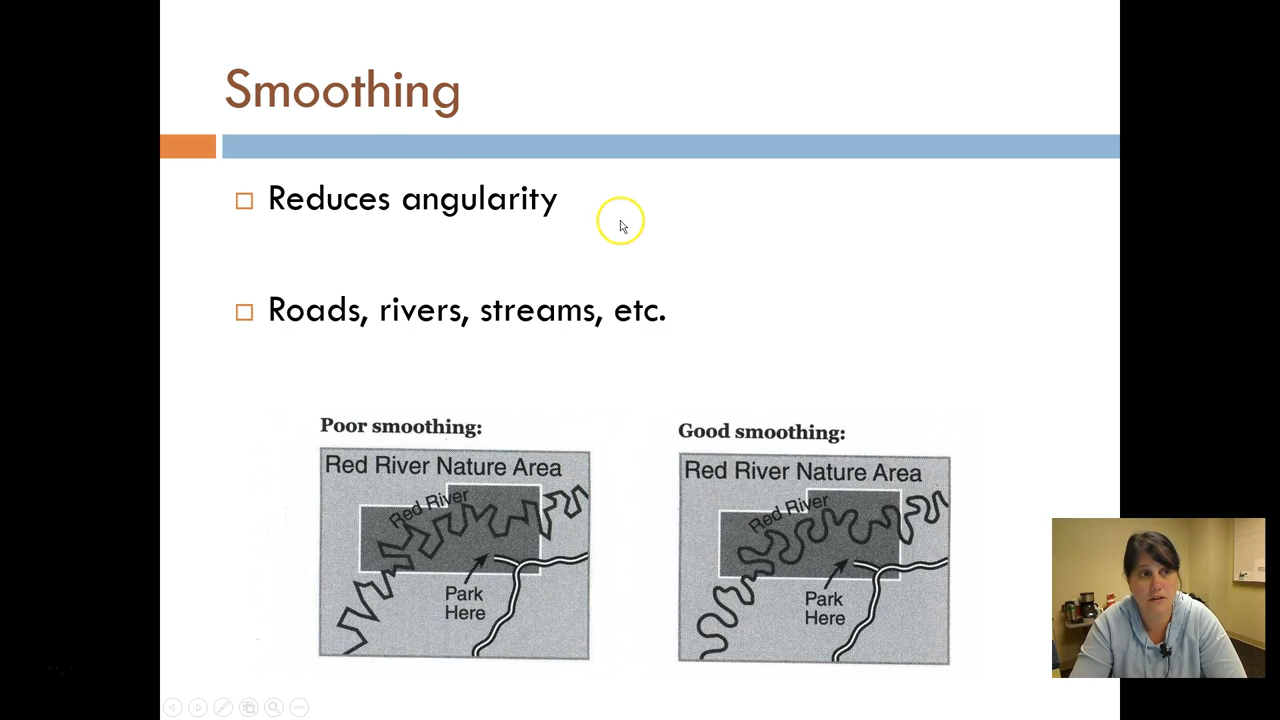 Smoothing
Reduces angularity
Roads, rivers, streams, etc.
Poor smoothing:
Red River Nature Area
Red River
Park
Here
Good smoothing:
Red River Nature Area
Red River
Park
Here